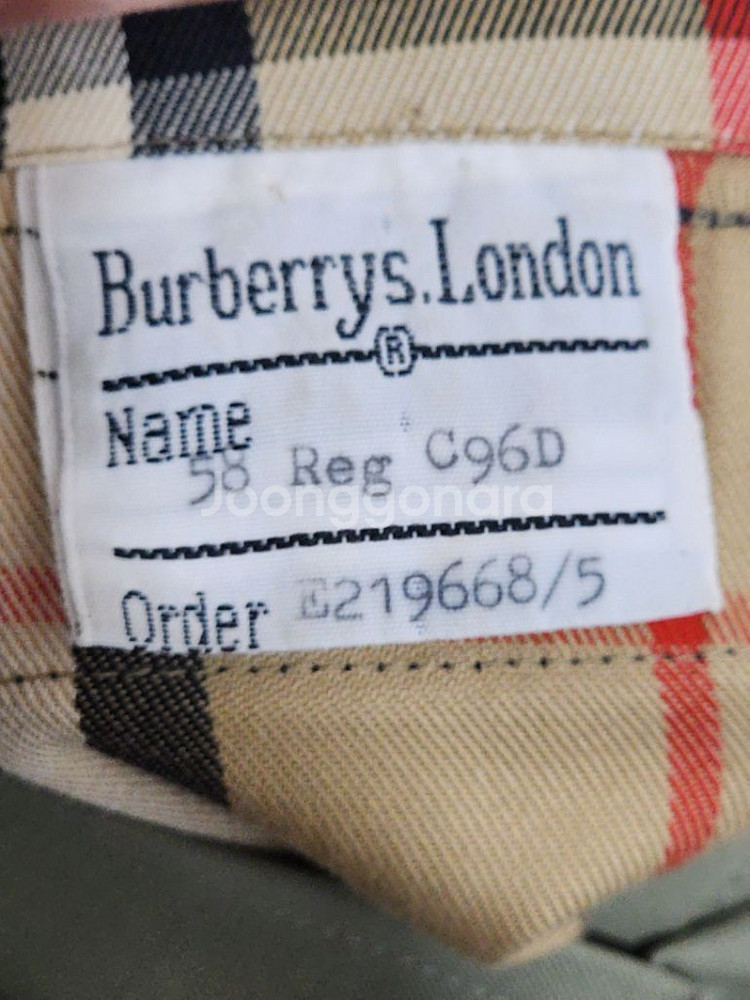 Burberrys.London
®
Name
58 Reg C96D
Joonggonara
Order E219668/5